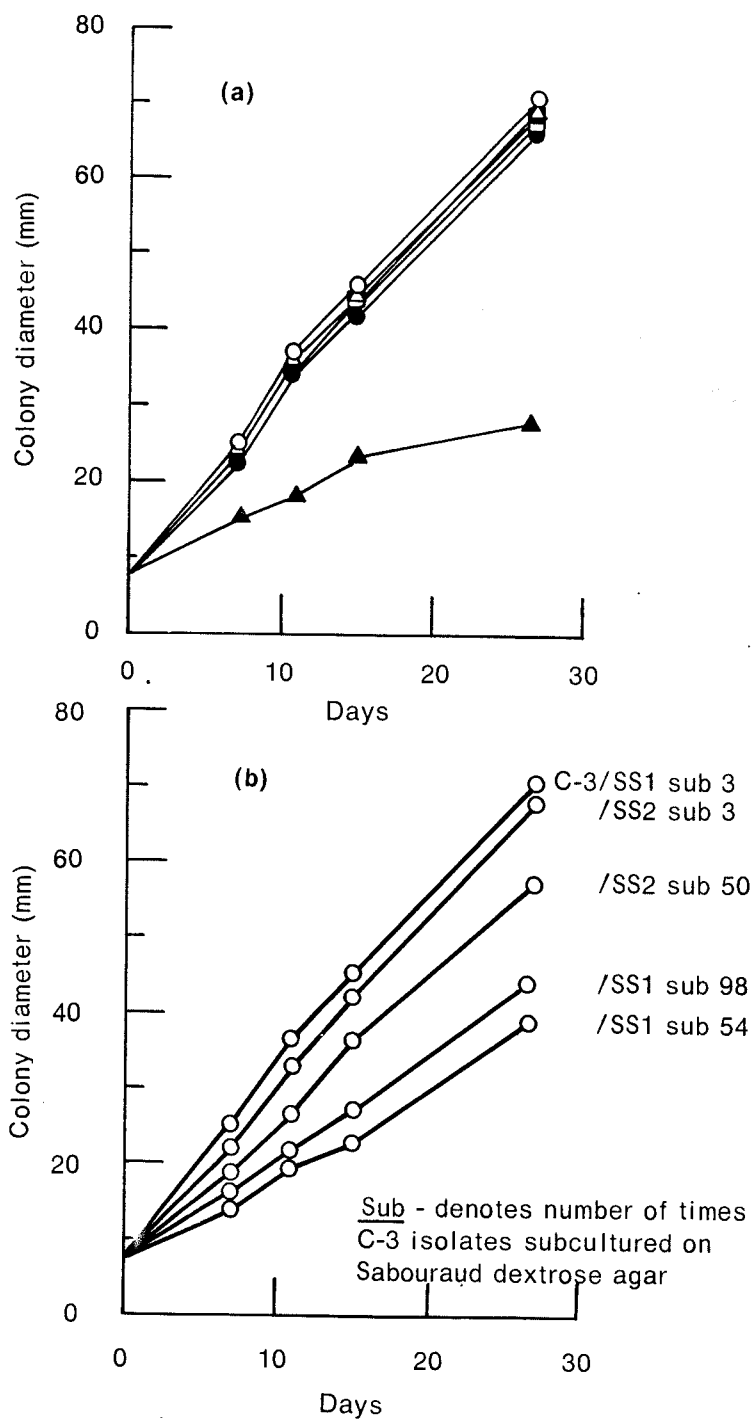 80
(a)
60
Colony diameter (mm)
40
20
0
0 10 20 30
Days
80
(b)
C-3/SS1 sub 3
/SS2 sub 3
60
/SS2 sub 50
Colony diameter (mm)
/SS1 sub 98
40
/SS1 sub 54
20
Sub - denotes number of times
C-3 isolates subcultured on
Sabouraud dextrose agar
0
0 10 20 30
Days